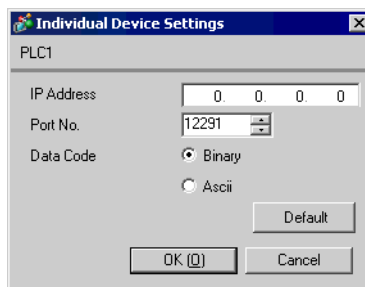 Individual Device Settings
PLC1
IP Address 0. 0. 0. 0
Port No. 12291
Data Code Binary
Ascii
Default
OK (O) Cancel